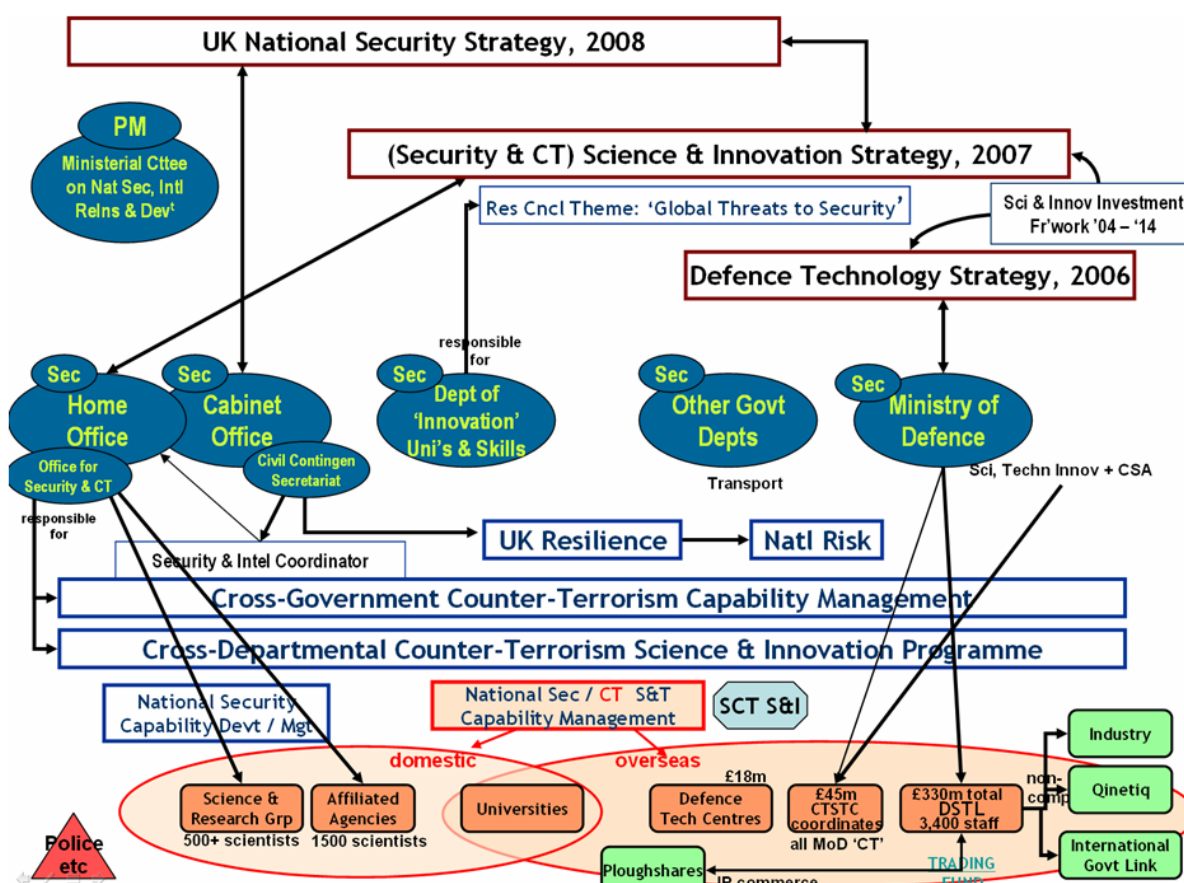 UK National Security Strategy, 2008
PM
Ministerial Cttee
on Nat Sec, Intl
Relns & Devᵗ
(Security & CT) Science & Innovation Strategy, 2007
Res Cncl Theme: ‘Global Threats to Security’
Sci & Innov Investment
Fr’work ’04 – ‘14
Defence Technology Strategy, 2006
responsible
for
Sec
Home
Office
Office for
Security & CT
Sec
Cabinet
Office
Civil Contingen
Secretariat
Sec
Dept of
‘Innovation’
Uni’s & Skills
Sec
Other Govt
Depts
Transport
Sec
Ministry of
Defence
Sci, Techn Innov + CSA
responsible
for
Security & Intel Coordinator
UK Resilience
Natl Risk
Cross-Government Counter-Terrorism Capability Management
Cross-Departmental Counter-Terrorism Science & Innovation Programme
National Security
Capability Devt / Mgt
National Sec / CT S&T
Capability Management
SCT S&I
domestic
overseas
Science &
Research Grp
500+ scientists
Affiliated
Agencies
1500 scientists
Universities
£18m
Defence
Tech Centres
£45m
CTSTC
coordinates
all MoD ‘CT’
£330m total
DSTL
3,400 staff
non-
comp
Industry
Qinetiq
International
Govt Link
Police
etc
Ploughshares
IP commerce
TRADING
FUND